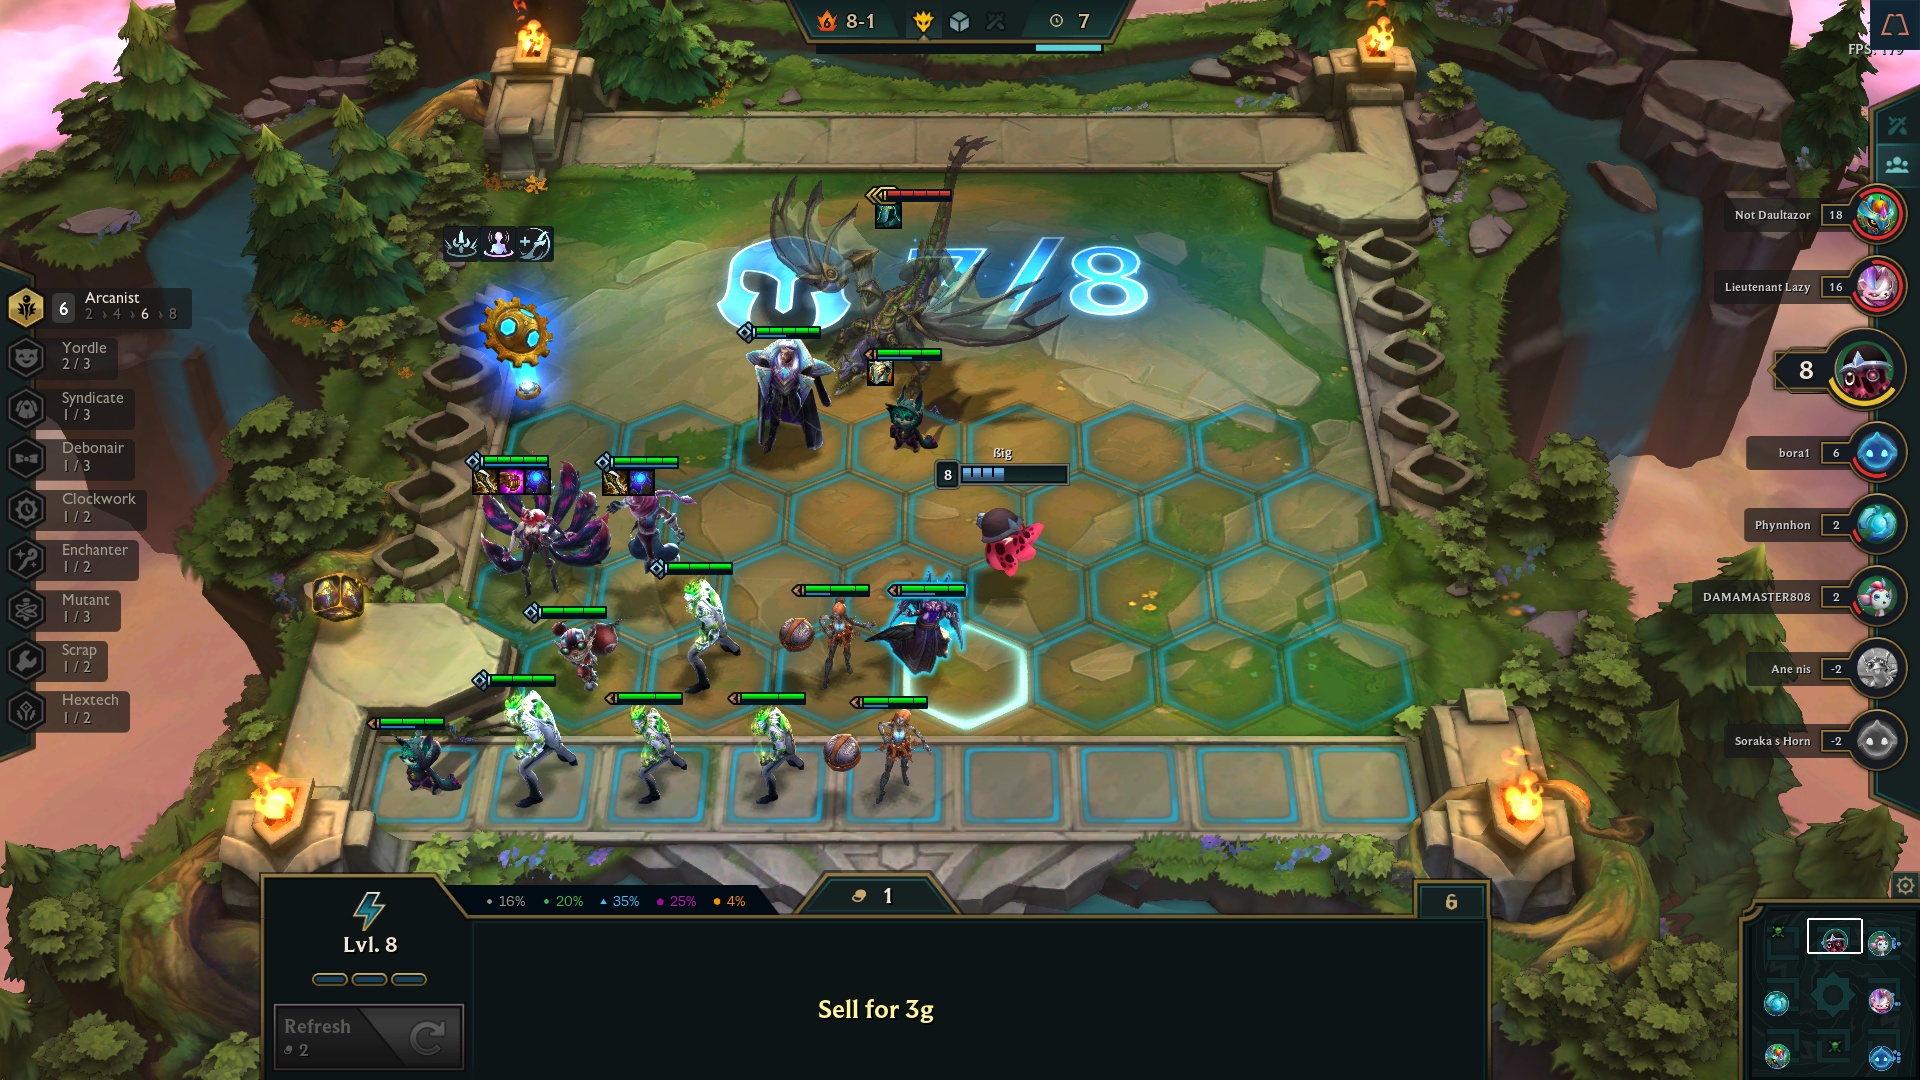 8-1
7
FPS: 179
7/8
Not Daultazor 18
Lieutenant Lazy 16
8
bora1 6
Phynnhon 2
DAMAMASTER808 2
Ane nis -2
Soraka s Horn -2
6 Arcanist
2 › 4 › 6 › 8
Yordle
2 / 3
Syndicate
1 / 3
Debonair
1 / 3
Clockwork
1 / 2
Enchanter
1 / 2
Mutant
1 / 3
Scrap
1 / 2
Hextech
1 / 2
ßig
8
16% 20% 35% 25% 4%
1
6
Lvl. 8
Refresh
2
Sell for 3g